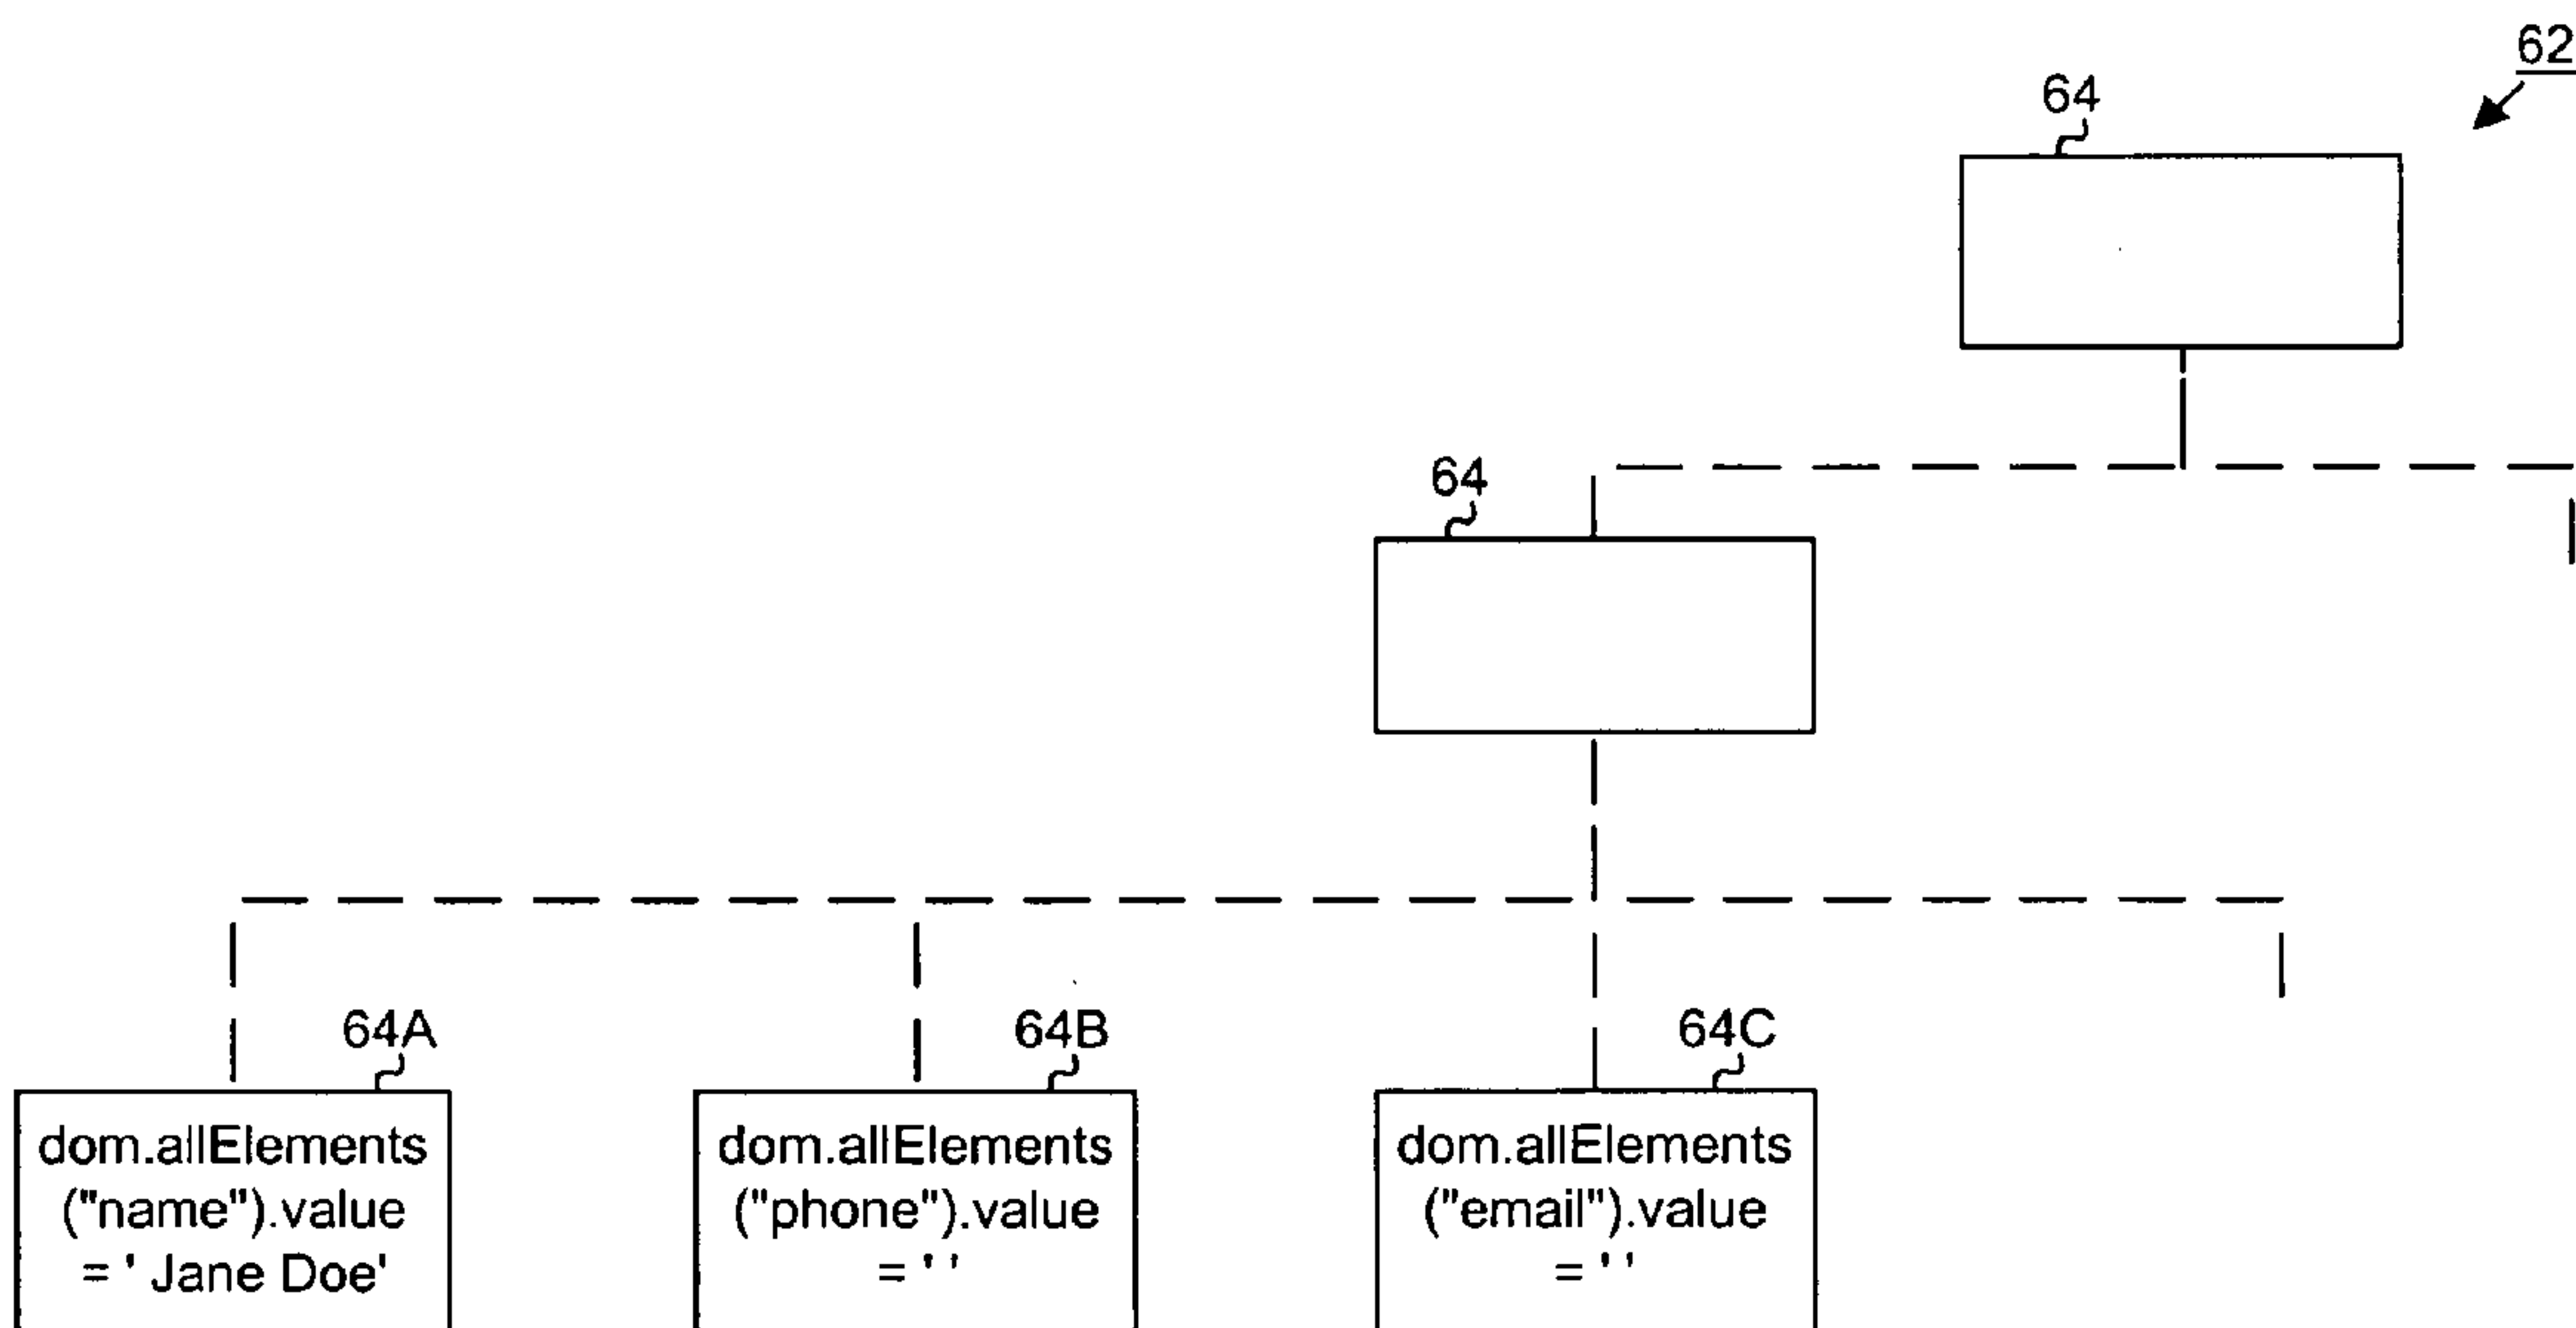 62
64
64
64A
64B
64C
dom.allElements
("name").value
= ' Jane Doe'
dom.allElements
("phone").value
= ' '
dom.allElements
("email").value
= ' '